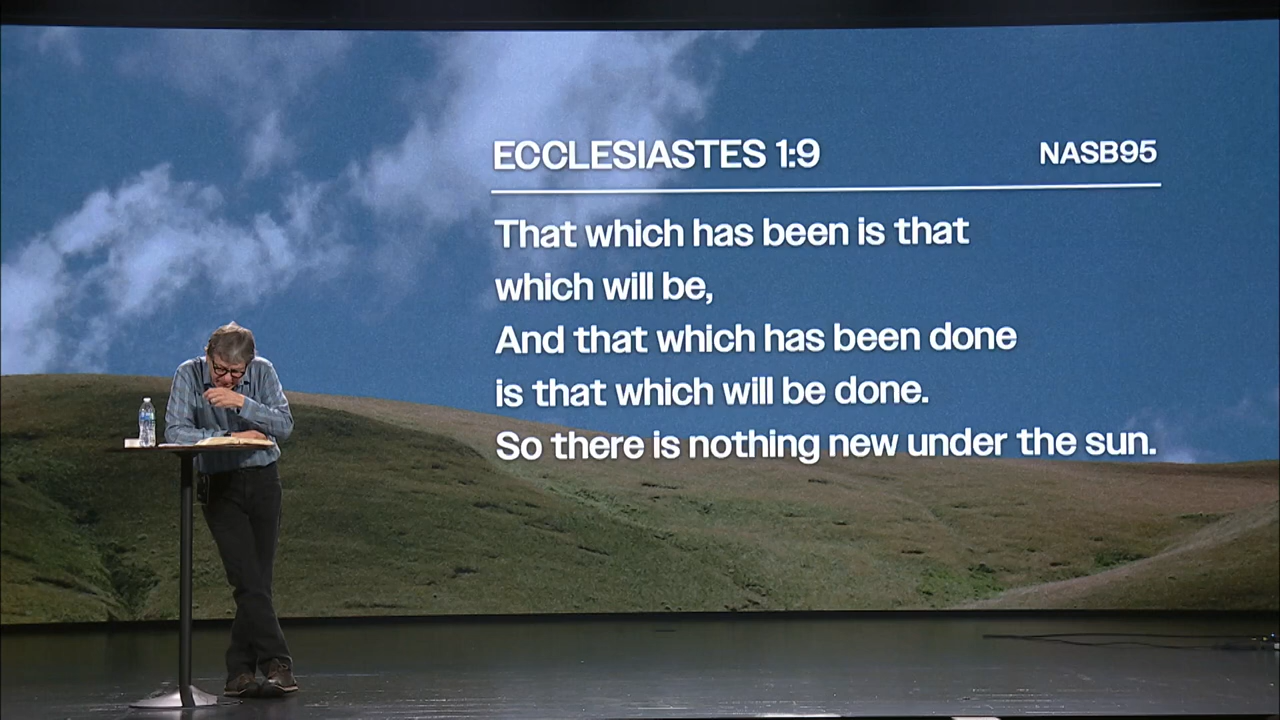 ECCLESIASTES 1:9 NASB95
That which has been is that
which will be,
And that which has been done
is that which will be done.
So there is nothing new under the sun.